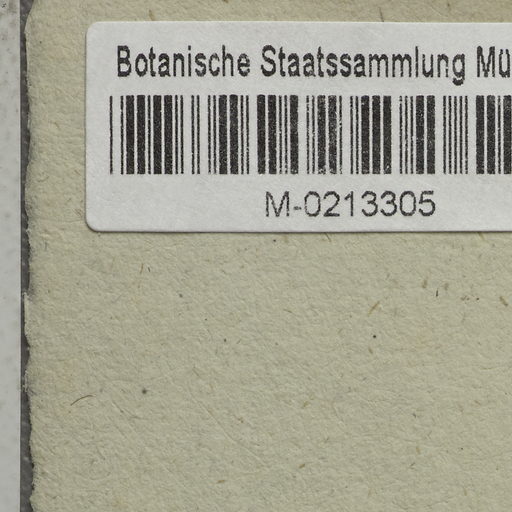 Botanische Staatssammlung Mü
M-0213305